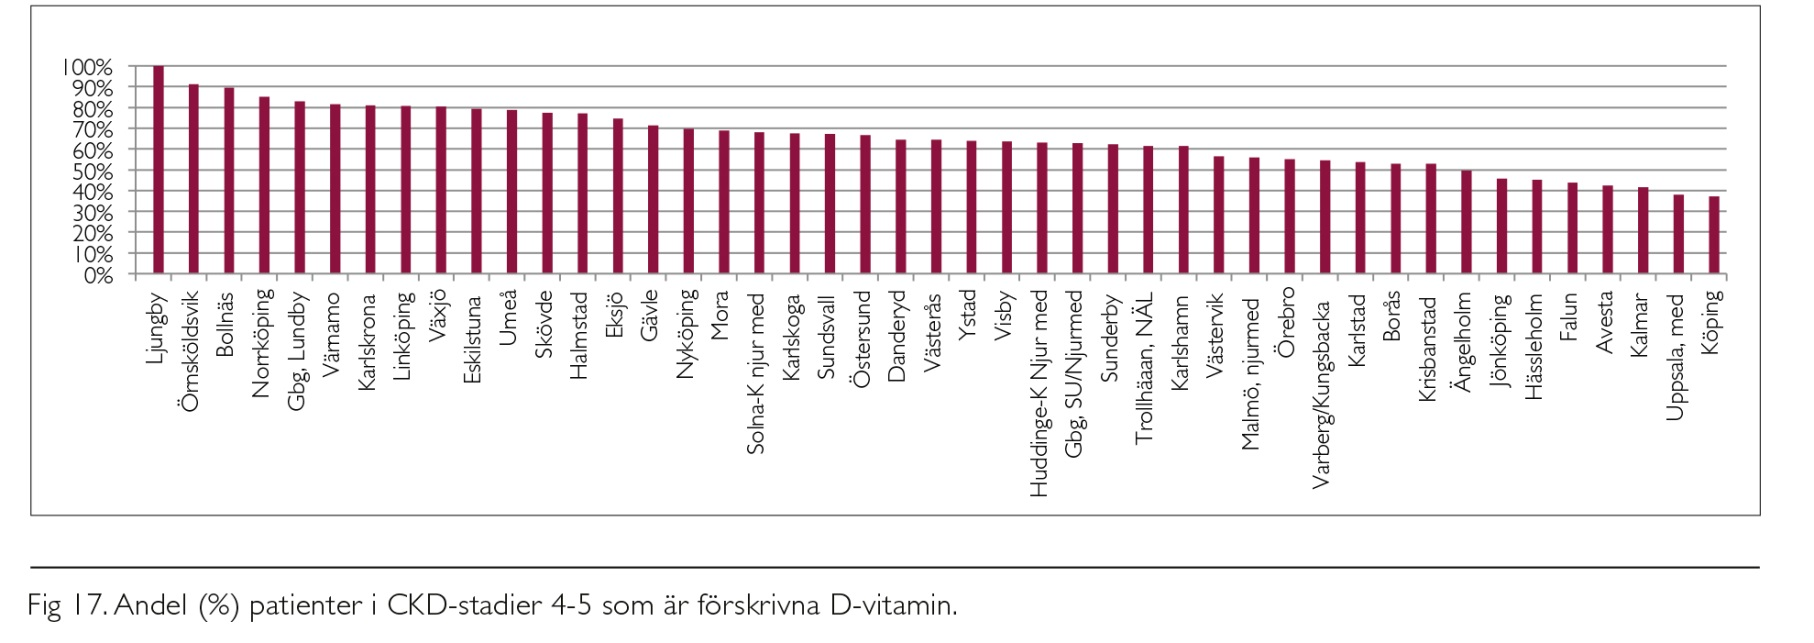 100%
90%
80%
70%
60%
50%
40%
30%
20%
10%
0%
Ljungby
Örnsköldsvik
Bollnäs
Norrköping
Gbg, Lundby
Värnamo
Karlskrona
Linköping
Växjö
Eskilstuna
Umeå
Skövde
Halmstad
Eksjö
Gävle
Nyköping
Mora
Solna-K njur med
Karlskoga
Sundsvall
Östersund
Danderyd
Västerås
Ystad
Visby
Huddinge-K Njur med
Gbg, SU/Njurmed
Sunderby
Trollhäaan, NÄL
Karlshamn
Västervik
Malmö, njurmed
Örebro
Varberg/Kungsbacka
Karlstad
Borås
Krisbanstad
Ängelholm
Jönköping
Hässleholm
Falun
Avesta
Kalmar
Uppsala, med
Köping
Fig 17. Andel (%) patienter i CKD-stadier 4-5 som är förskrivna D-vitamin.